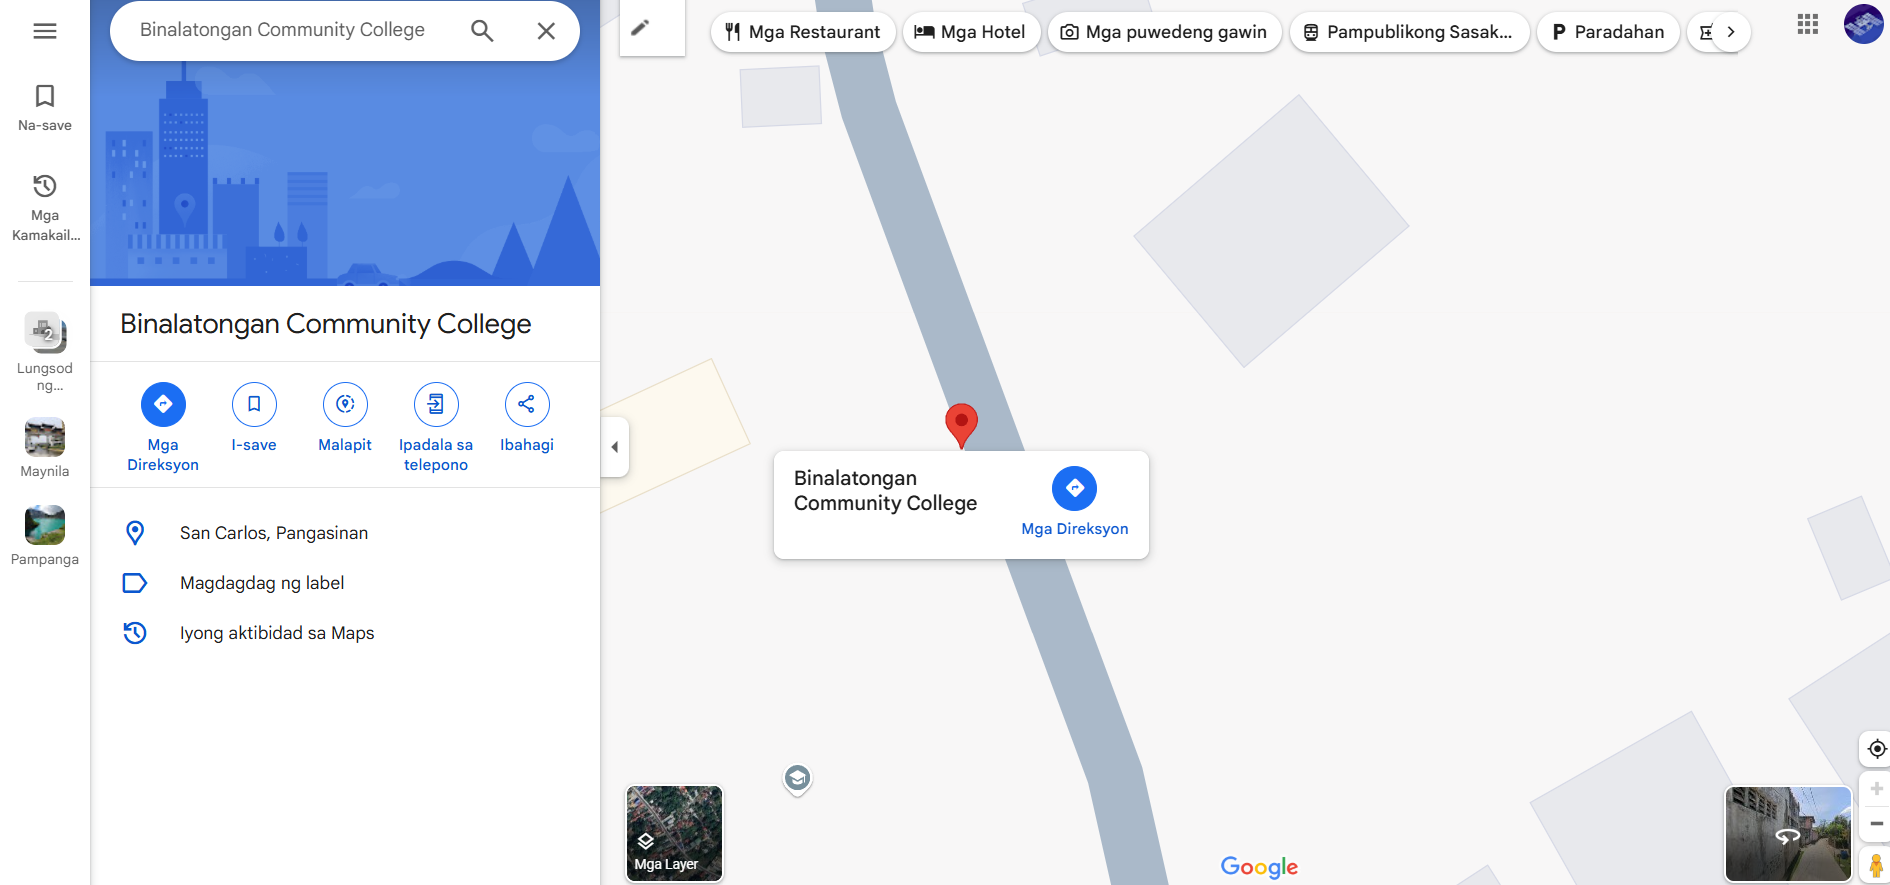 Binalatongan Community College
Mga Restaurant
Mga Hotel
Mga puwedeng gawin
Pampublikong Sasak...
P Paradahan
Na-save
Mga
Kamakail...
2
Lungsod
ng...
Maynila
Pampanga
Binalatongan Community College
Mga
Direksyon
I-save
Malapit
Ipadala sa
telepono
Ibahagi
San Carlos, Pangasinan
Magdagdag ng label
Iyong aktibidad sa Maps
Binalatongan
Community College
Mga Direksyon
Mga Layer
Google